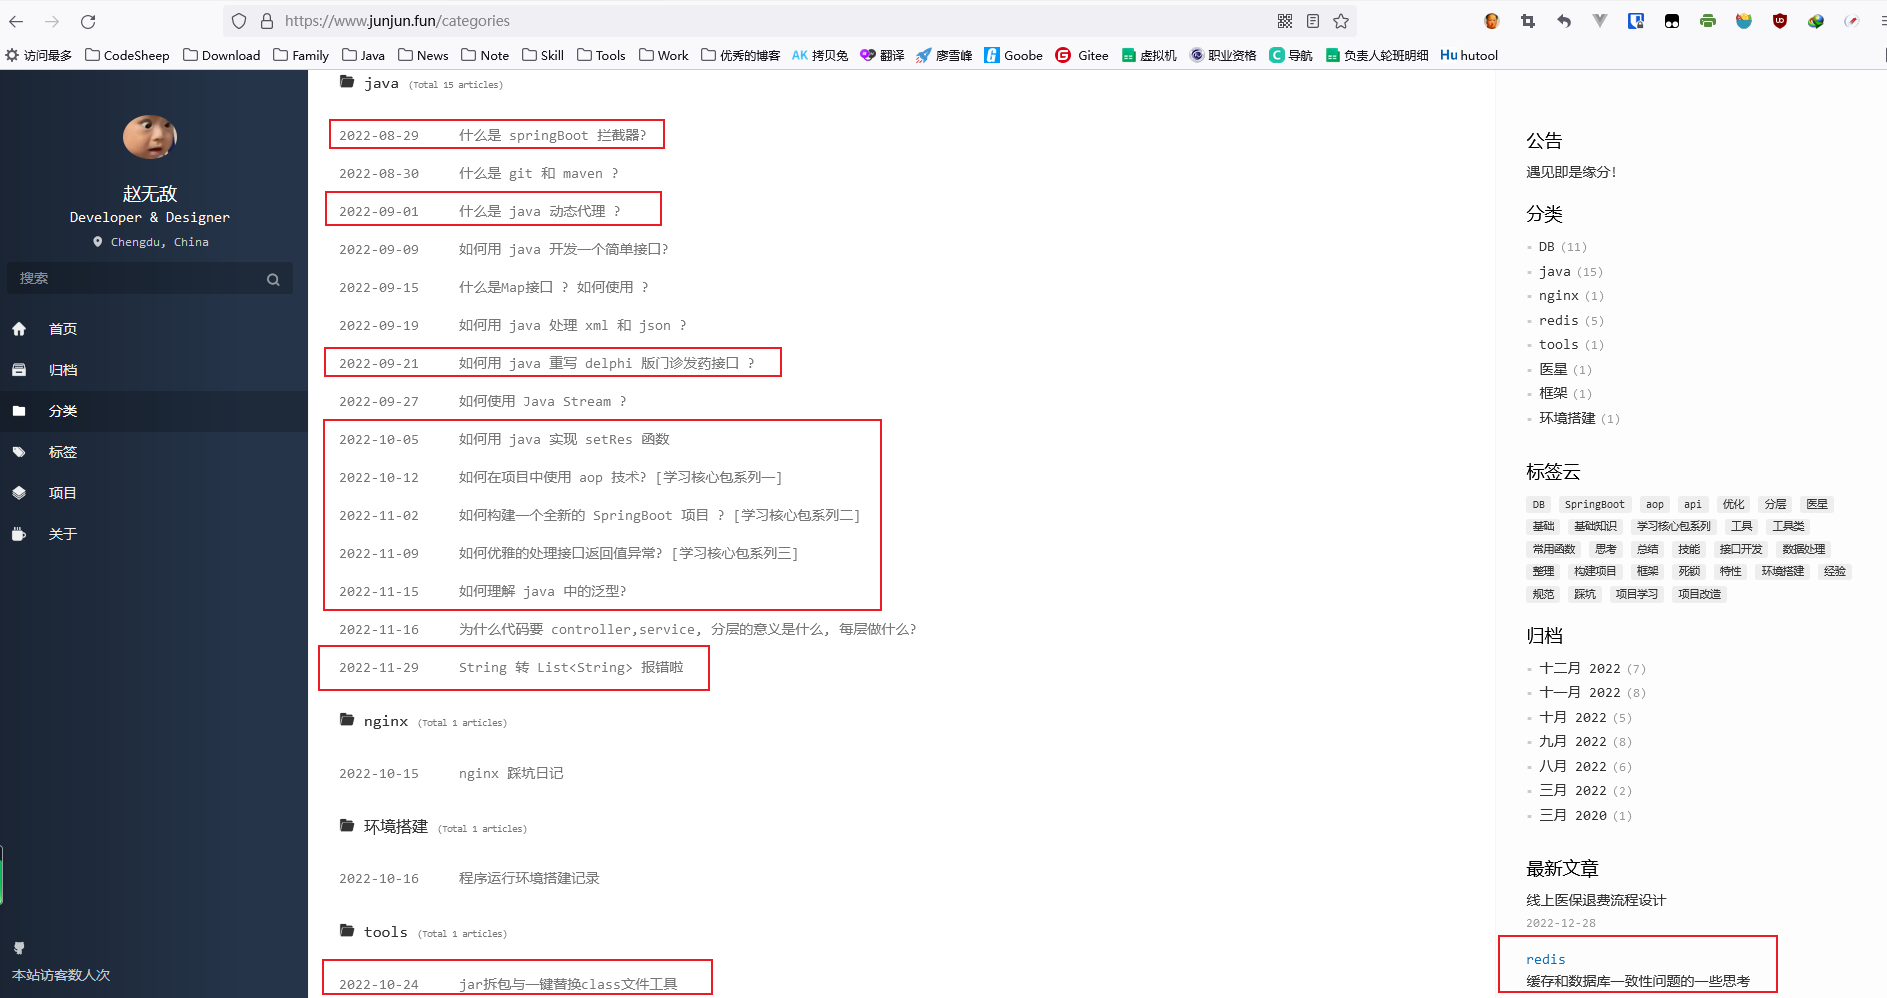 https://www.junjun.fun/categories
访问最多 CodeSheep Download Family Java News Note Skill Tools Work 优秀的博客 AK 拷贝兔 翻译 廖雪峰 Goobe Gitee 虚拟机 职业资格 导航 负责人轮班明细 Hu hutool
赵无敌
Developer & Designer
Chengdu, China
搜索
首页
归档
分类
标签
项目
关于
本站访客数人次
java (Total 15 articles)
2022-08-29 什么是 springBoot 拦截器?
2022-08-30 什么是 git 和 maven ?
2022-09-01 什么是 java 动态代理 ?
2022-09-09 如何用 java 开发一个简单接口?
2022-09-15 什么是Map接口 ? 如何使用 ?
2022-09-19 如何用 java 处理 xml 和 json ?
2022-09-21 如何用 java 重写 delphi 版门诊发药接口 ?
2022-09-27 如何使用 Java Stream ?
2022-10-05 如何用 java 实现 setRes 函数
2022-10-12 如何在项目中使用 aop 技术? [学习核心包系列一]
2022-11-02 如何构建一个全新的 SpringBoot 项目 ? [学习核心包系列二]
2022-11-09 如何优雅的处理接口返回值异常? [学习核心包系列三]
2022-11-15 如何理解 java 中的泛型?
2022-11-16 为什么代码要 controller,service, 分层的意义是什么, 每层做什么?
2022-11-29 String 转 List<String> 报错啦
nginx (Total 1 articles)
2022-10-15 nginx 踩坑日记
环境搭建 (Total 1 articles)
2022-10-16 程序运行环境搭建记录
tools (Total 1 articles)
2022-10-24 jar拆包与一键替换class文件工具
公告
遇见即是缘分!
分类
DB (11)
java (15)
nginx (1)
redis (5)
tools (1)
医星 (1)
框架 (1)
环境搭建 (1)
标签云
DB SpringBoot aop api 优化 分层 医星
基础 基础知识 学习核心包系列 工具 工具类
常用函数 思考 总结 技能 接口开发 数据处理
整理 构建项目 框架 死锁 特性 环境搭建 经验
规范 踩坑 项目学习 项目改造
归档
十二月 2022 (7)
十一月 2022 (8)
十月 2022 (5)
九月 2022 (8)
八月 2022 (6)
三月 2022 (2)
三月 2020 (1)
最新文章
线上医保退费流程设计
2022-12-28
redis
缓存和数据库一致性问题的一些思考